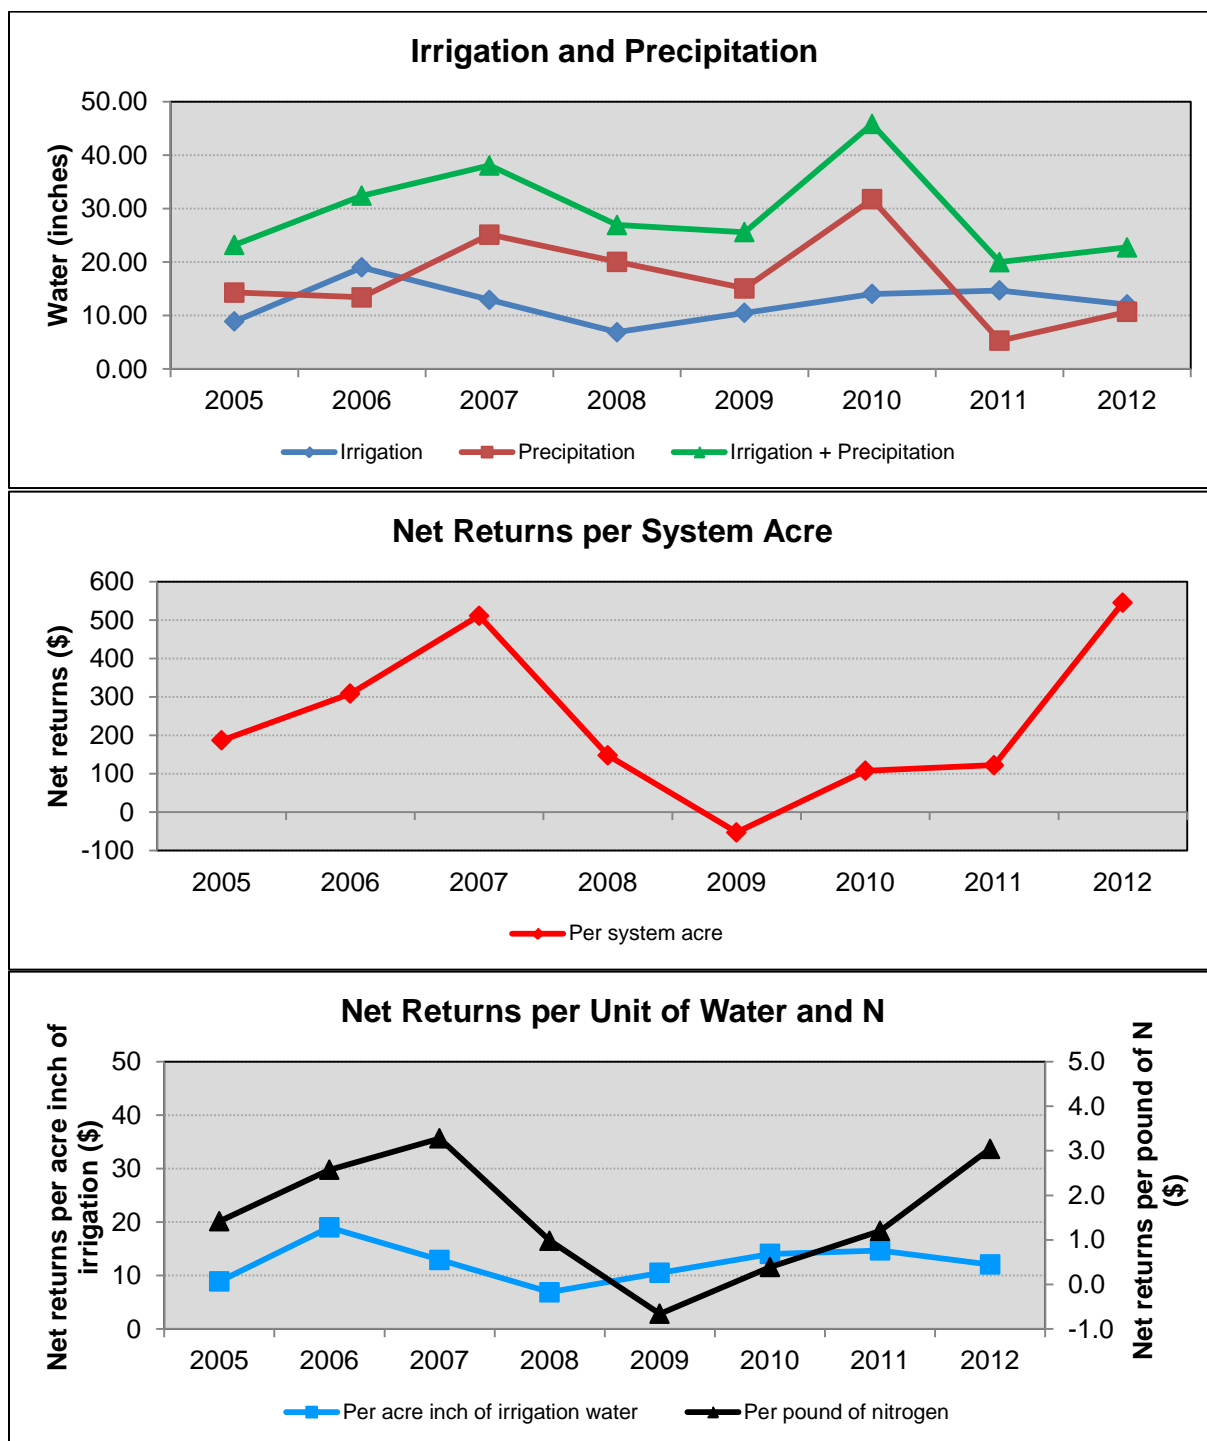 Irrigation and Precipitation
Water (inches)
50.00
40.00
30.00
20.00
10.00
0.00
2005 2006 2007 2008 2009 2010 2011 2012
Irrigation Precipitation Irrigation + Precipitation
Net Returns per System Acre
Net returns ($)
600
500
400
300
200
100
0
-100
2005 2006 2007 2008 2009 2010 2011 2012
Per system acre
Net Returns per Unit of Water and N
Net returns per acre inch of
irrigation ($)
50
40
30
20
10
0
5.0
4.0
3.0
2.0
1.0
0.0
-1.0
Net returns per pound of N
($)
2005 2006 2007 2008 2009 2010 2011 2012
Per acre inch of irrigation water Per pound of nitrogen